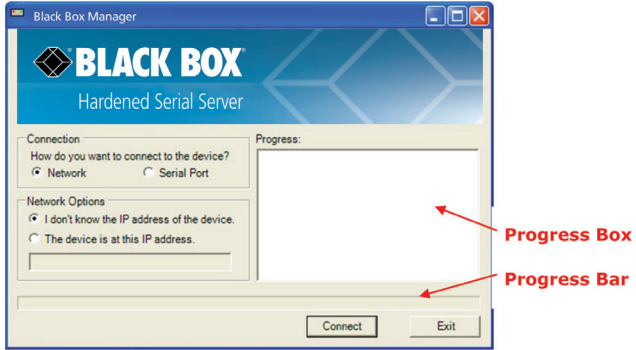 Black Box Manager
BLACK BOX®
Hardened Serial Server
Connection
How do you want to connect to the device?
Network
Serial Port
Progress:
Network Options
I don't know the IP address of the device.
The device is at this IP address.
Progress Box
Progress Bar
Connect
Exit